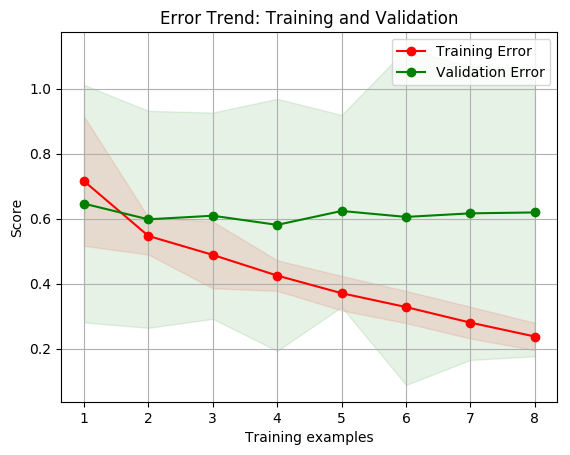 Error Trend: Training and Validation
Training Error
Validation Error
1.0
0.8
0.6
0.4
0.2
Score
1 2 3 4 5 6 7 8
Training examples